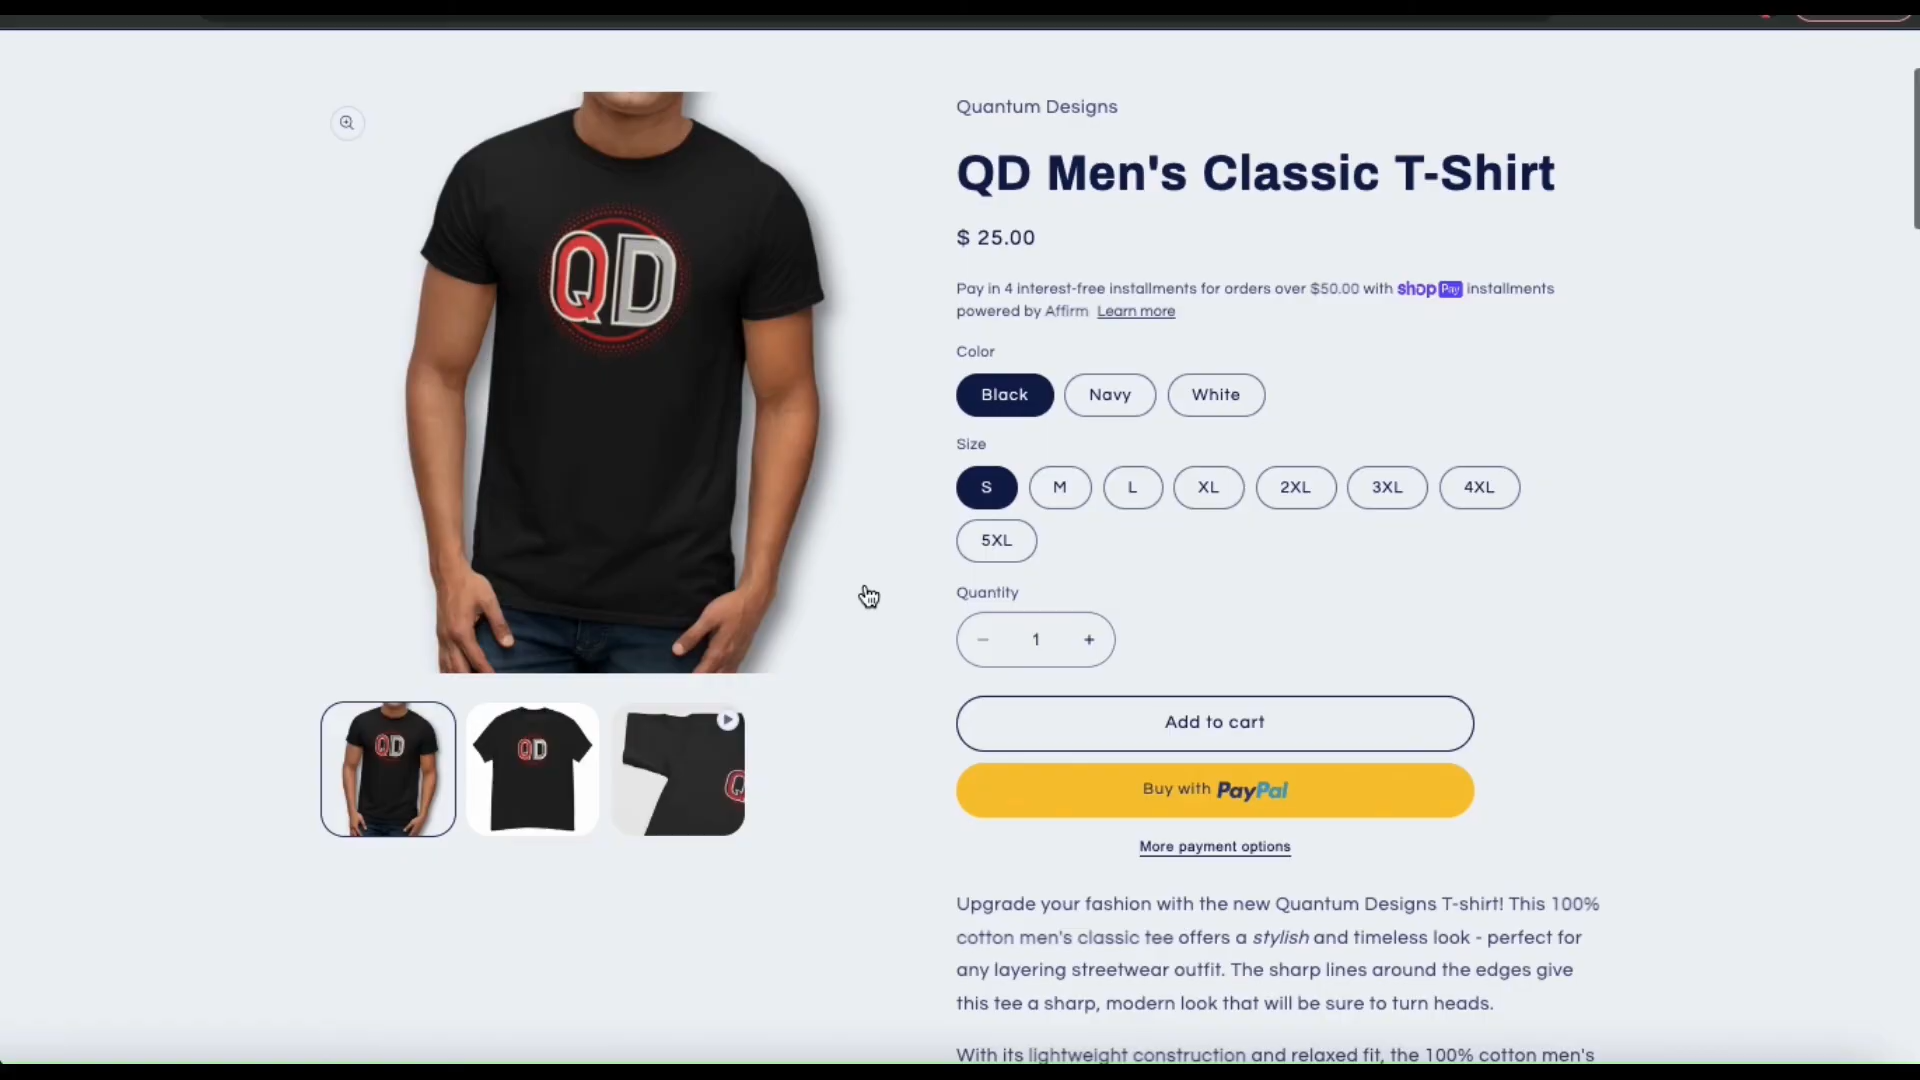 Quantum Designs
QD Men's Classic T-Shirt
$ 25.00
Pay in 4 interest-free installments for orders over $50.00 with shop Pay installments
powered by Affirm Learn more
Color
Black Navy White
Size
S M L XL 2XL 3XL 4XL
5XL
Quantity
− 1 +
Add to cart
Buy with PayPal
More payment options
Upgrade your fashion with the new Quantum Designs T-shirt! This 100%
cotton men's classic tee offers a stylish and timeless look - perfect for
any layering streetwear outfit. The sharp lines around the edges give
this tee a sharp, modern look that will be sure to turn heads.
With its lightweight construction and relaxed fit, the 100% cotton men's
QD
QD
QD
Q